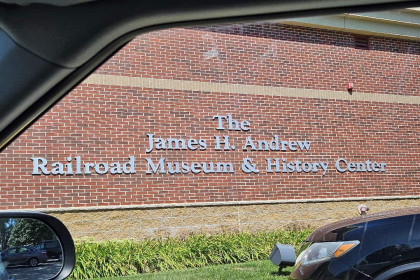 The
James H. Andrew
Railroad Museum & History Center